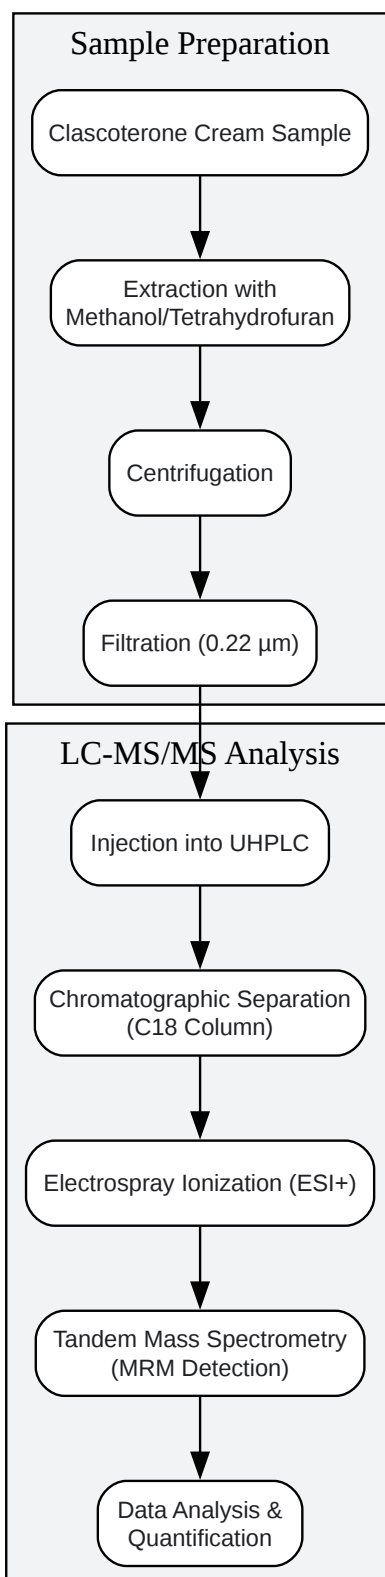 Sample Preparation
Clascoterone Cream Sample
Extraction with
Methanol/Tetrahydrofuran
Centrifugation
Filtration (0.22 µm)
LC-MS/MS Analysis
Injection into UHPLC
Chromatographic Separation
(C18 Column)
Electrospray Ionization (ESI+)
Tandem Mass Spectrometry
(MRM Detection)
Data Analysis &
Quantification